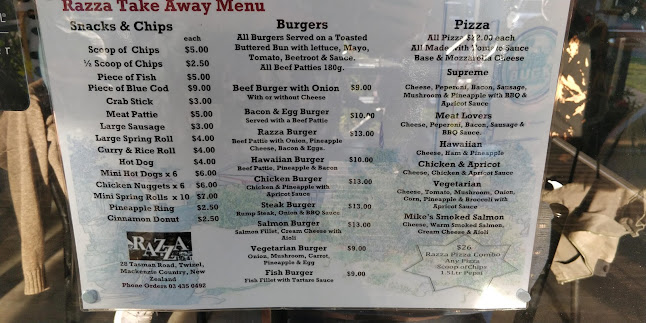 Razza Take Away Menu
Snacks & Chips
each
Scoop of Chips $5.00
½ Scoop of Chips $2.50
Piece of Fish $5.00
Piece of Blue Cod $9.00
Crab Stick $3.00
Meat Pattie $5.00
Large Sausage $3.00
Large Spring Roll $4.00
Curry & Rice Roll $4.00
Hot Dog $4.00
Mini Hot Dogs x 6 $6.00
Chicken Nuggets x 6 $6.00
Mini Spring Rolls x 10 $7.00
Pineapple Ring $2.50
Cinnamon Donut $2.50
RAZZA
28 Tasman Road, Twizel,
Mackenzie Country, New
Zealand
Phone Orders 03 435 0492
Burgers
All Burgers Served on a Toasted
Buttered Bun with lettuce, Mayo,
Tomato, Beetroot & Sauce.
All Beef Patties 180g.
Beef Burger with Onion $9.00
With or without Cheese
Bacon & Egg Burger $10.00
Served with a Beef Pattie
Razza Burger $13.00
Beef Pattie with Onion, Pineapple
Cheese, Bacon & Eggs.
Hawaiian Burger $10.00
Beef Pattie, Pineapple & Bacon
Chicken Burger $13.00
Chicken & Pineapple with
Apricot Sauce
Steak Burger $13.00
Rump Steak, Onion & BBQ Sauce
Salmon Burger $13.00
Salmon Fillet, Cream Cheese with
Aioli
Vegetarian Burger $9.00
Onion, Mushroom, Carrot,
Pineapple & Egg
Fish Burger $9.00
Fish Fillet with Tartare Sauce
Pizza
All Pizza $22.00 each
All Made with Tomato Sauce
Base & Mozzarella Cheese
Supreme
Cheese, Peperoni, Bacon, Sausage,
Mushroom & Pineapple with BBQ &
Apricot Sauce
Meat Lovers
Cheese, Peperoni, Bacon, Sausage &
BBQ Sauce.
Hawaiian
Cheese, Ham & Pineapple
Chicken & Apricot
Cheese, Chicken & Apricot Sauce
Vegetarian
Cheese, Tomato, Mushroom, Onion,
Corn, Pineapple & Broccoli with
Apricot Sauce
Mike's Smoked Salmon
Cheese, Warm Smoked Salmon,
Cream Cheese & Aioli
$26
Razza Pizza Combo
Any Pizza
Scoop of Chips
1.5Ltr Pepsi